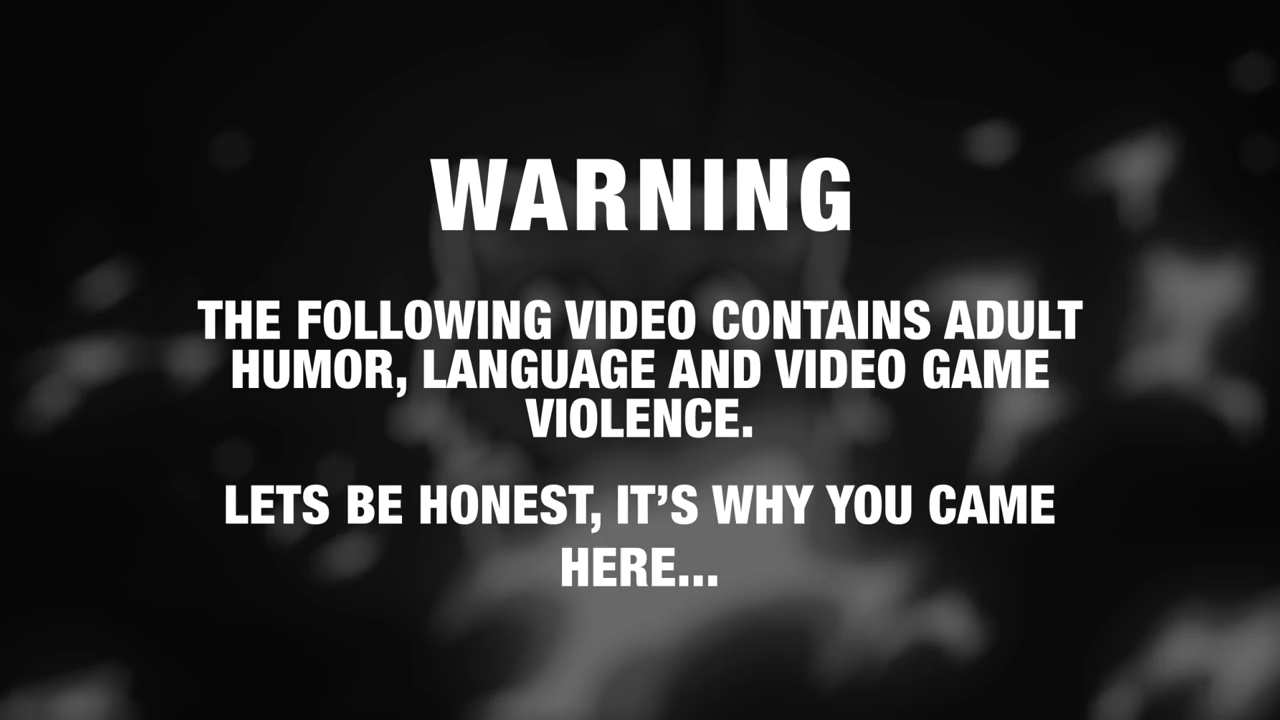 WARNING
THE FOLLOWING VIDEO CONTAINS ADULT
HUMOR, LANGUAGE AND VIDEO GAME
VIOLENCE.
LETS BE HONEST, IT’S WHY YOU CAME
HERE...